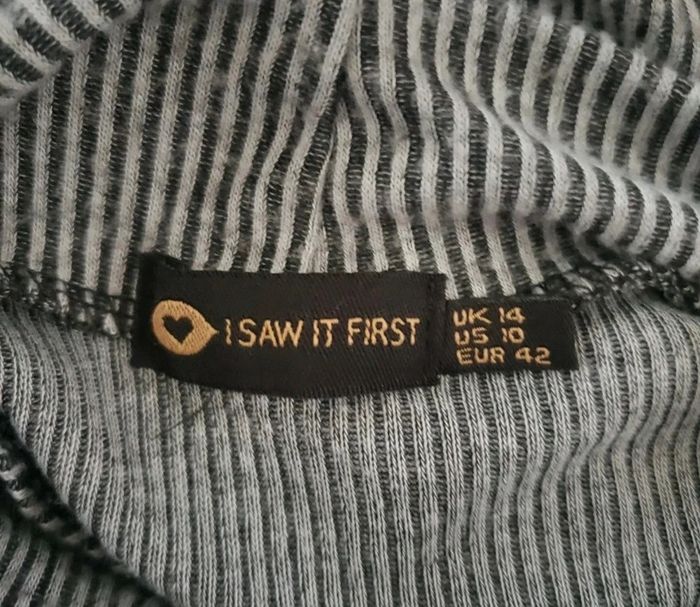 I SAW IT FIRST
UK 14
US 10
EUR 42